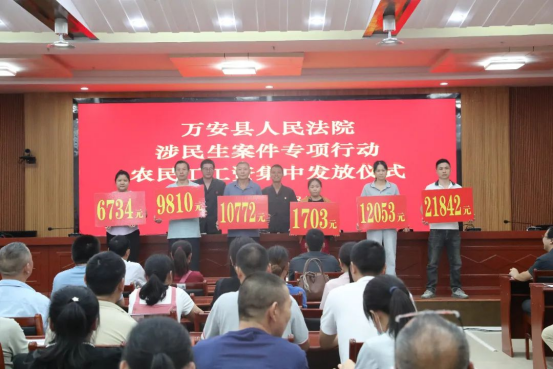 万安县人民法院
涉民生案件专项行动
农民工工资集中发放仪式
6734元
9810元
10772元
1703元
12053元
21842元